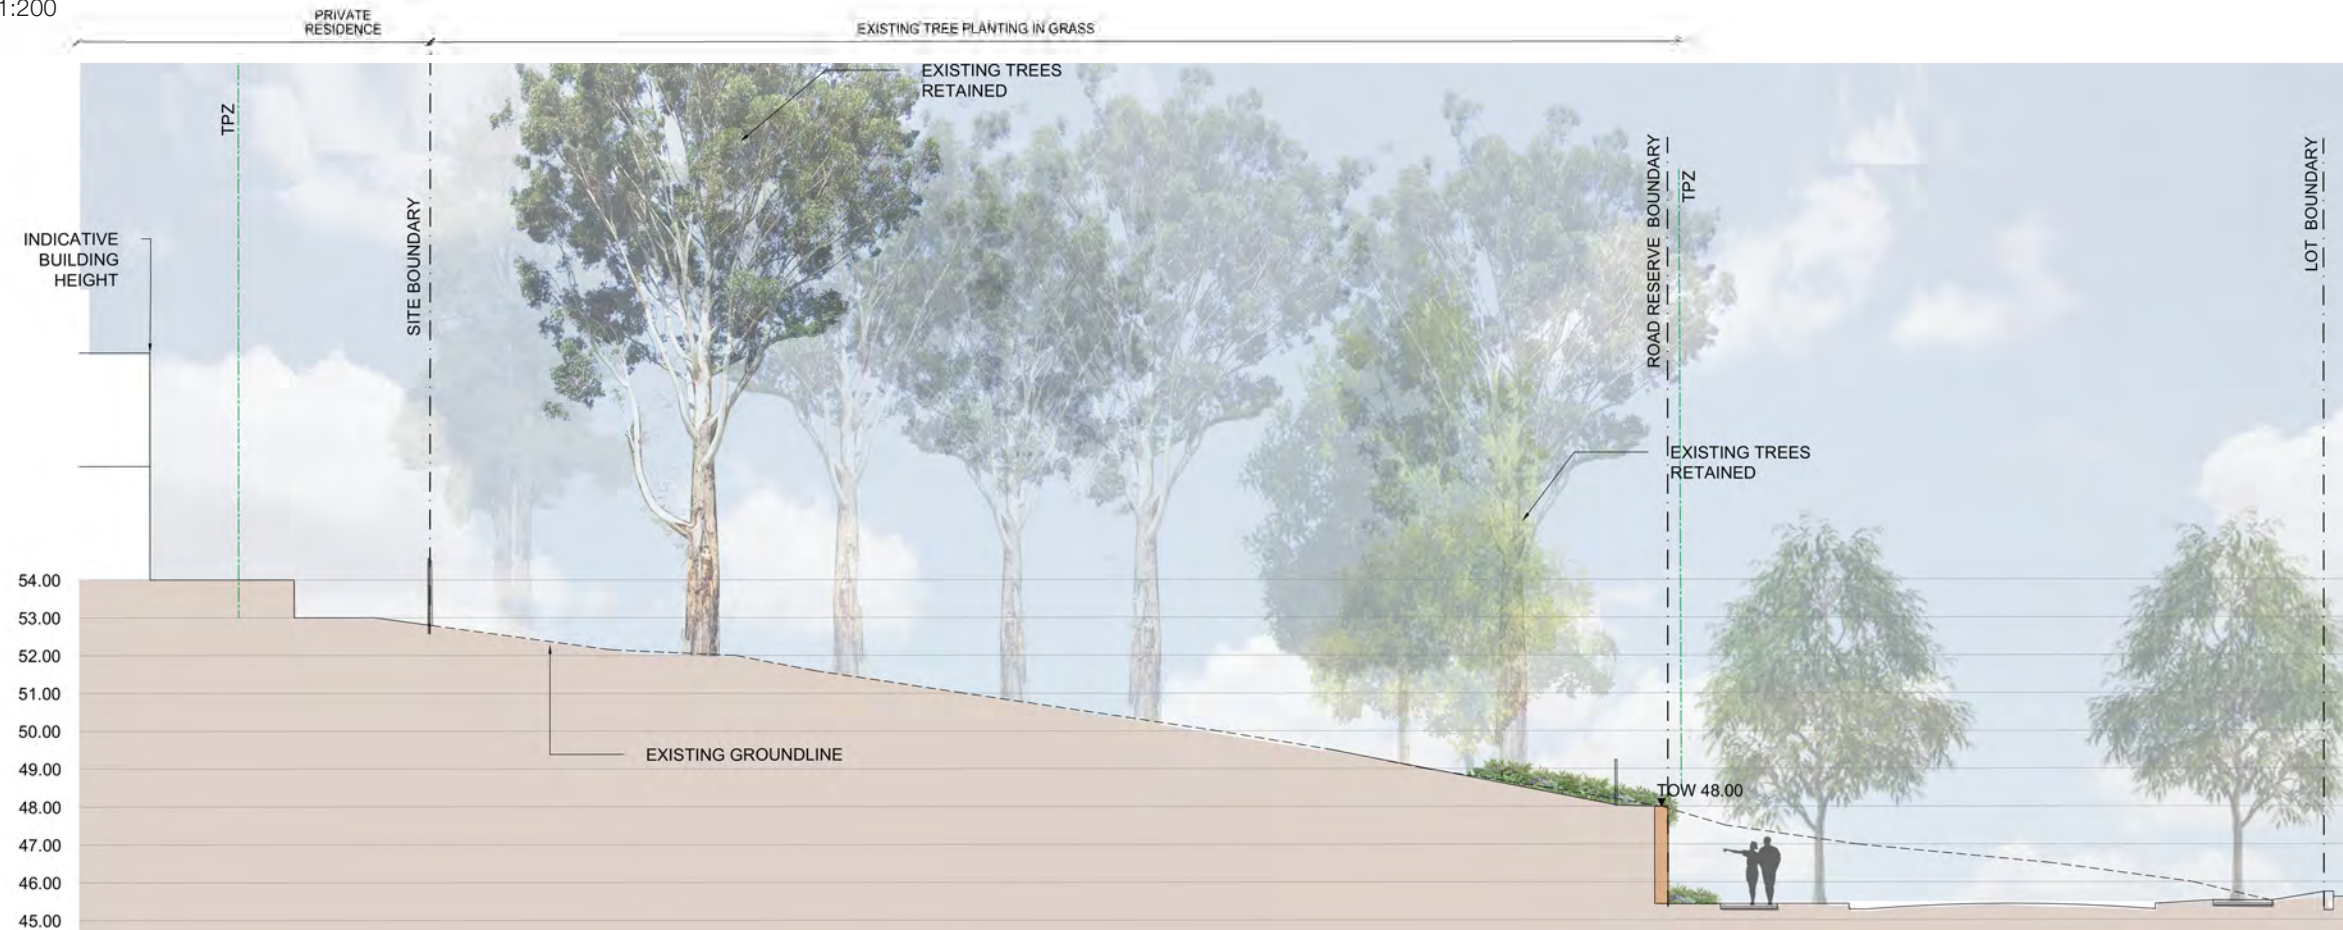 1:200
PRIVATE
RESIDENCE
EXISTING TREE PLANTING IN GRASS
EXISTING TREES
RETAINED
TPZ
SITE BOUNDARY
ROAD RESERVE BOUNDARY
TPZ
LOT BOUNDARY
INDICATIVE
BUILDING
HEIGHT
EXISTING TREES
RETAINED
54.00
53.00
52.00
51.00
50.00
49.00
48.00
47.00
46.00
45.00
EXISTING GROUNDLINE
TOW 48.00